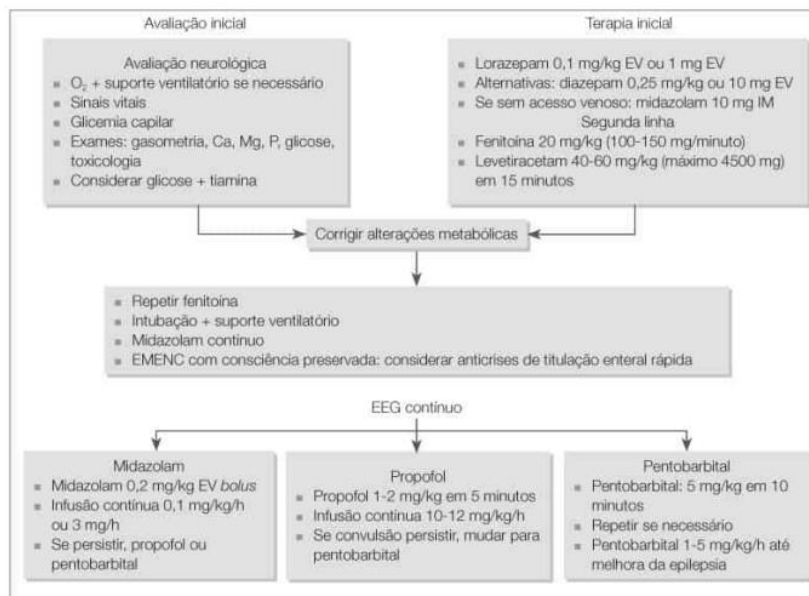 Avaliação inicial
Avaliação neurológica
▪ O₂ + suporte ventilatório se necessário
▪ Sinais vitais
▪ Glicemia capilar
▪ Exames: gasometria, Ca, Mg, P, glicose,
toxicologia
▪ Considerar glicose + tiamina
Terapia inicial
▪ Lorazepam 0,1 mg/kg EV ou 1 mg EV
▪ Alternativas: diazepam 0,25 mg/kg ou 10 mg EV
▪ Se sem acesso venoso: midazolam 10 mg IM
Segunda linha
▪ Fenitoína 20 mg/kg (100-150 mg/minuto)
▪ Levetiracetam 40-60 mg/kg (máximo 4500 mg)
em 15 minutos
Corrigir alterações metabólicas
▪ Repetir fenitoína
▪ Intubação + suporte ventilatório
▪ Midazolam contínuo
▪ EMENC com consciência preservada: considerar anticrises de titulação enteral rápida
EEG contínuo
Midazolam
▪ Midazolam 0,2 mg/kg EV bolus
▪ Infusão contínua 0,1 mg/kg/h
ou 3 mg/h
▪ Se persistir, propofol ou
pentobarbital
Propofol
▪ Propofol 1-2 mg/kg em 5 minutos
▪ Infusão contínua 10-12 mg/kg/h
▪ Se convulsão persistir, mudar para
pentobarbital
Pentobarbital
▪ Pentobarbital: 5 mg/kg em 10
minutos
▪ Repetir se necessário
▪ Pentobarbital 1-5 mg/kg/h até
melhora da epilepsia